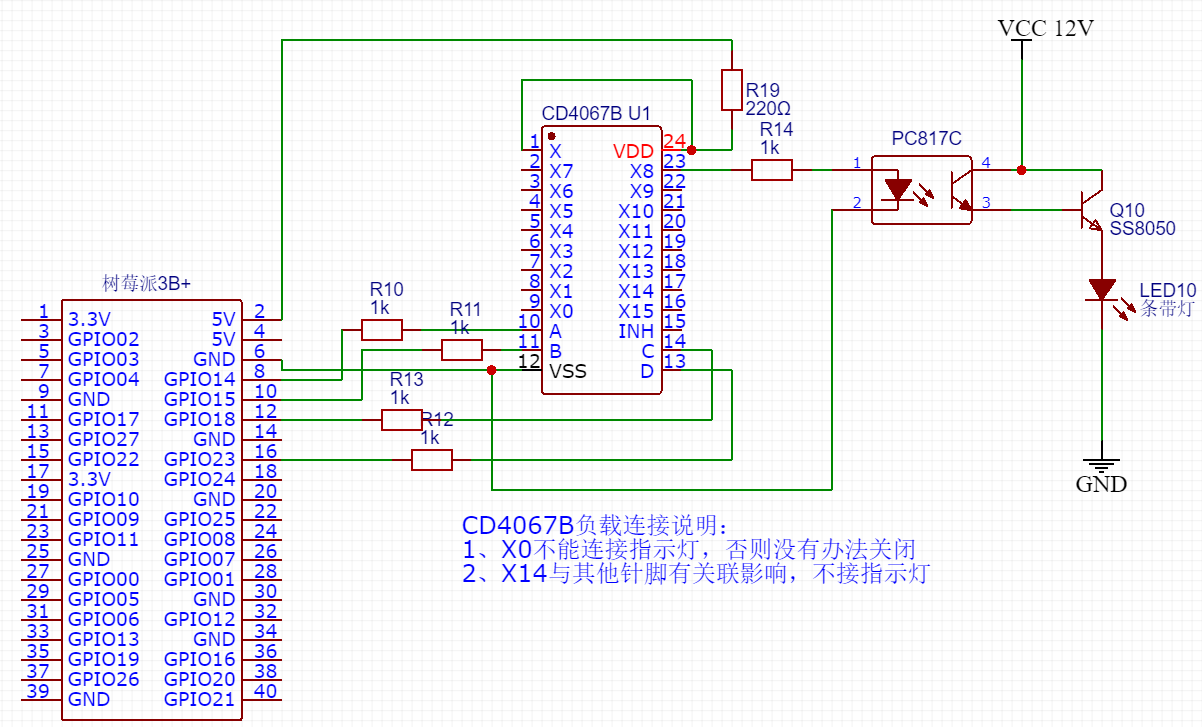 VCC 12V
R19
220Ω
CD4067B U1
R14
1k
PC817C
1 X VDD 24
2 X7 X8 23
3 X6 X9 22
4 X5 X10 21
5 X4 X11 20
6 X3 X12 19
7 X2 X13 18
8 X1 X14 17
9 X0 X15 16
10 A INH 15
11 B C 14
12 VSS D 13
1 4
2 3
Q10
SS8050
LED10
条带灯
GND
R10
1k
R11
1k
R13
1k
R12
1k
树莓派3B+
1 3.3V 5V 2
3 GPIO02 5V 4
5 GPIO03 GND 6
7 GPIO04 GPIO14 8
9 GND GPIO15 10
11 GPIO17 GPIO18 12
13 GPIO27 GND 14
15 GPIO22 GPIO23 16
17 3.3V GPIO24 18
19 GPIO10 GND 20
21 GPIO09 GPIO25 22
23 GPIO11 GPIO08 24
25 GND GPIO07 26
27 GPIO00 GPIO01 28
29 GPIO05 GND 30
31 GPIO06 GPIO12 32
33 GPIO13 GND 34
35 GPIO19 GPIO16 36
37 GPIO26 GPIO20 38
39 GND GPIO21 40
CD4067B负载连接说明:
1、X0不能连接指示灯，否则没有办法关闭
2、X14与其他针脚有关联影响，不接指示灯